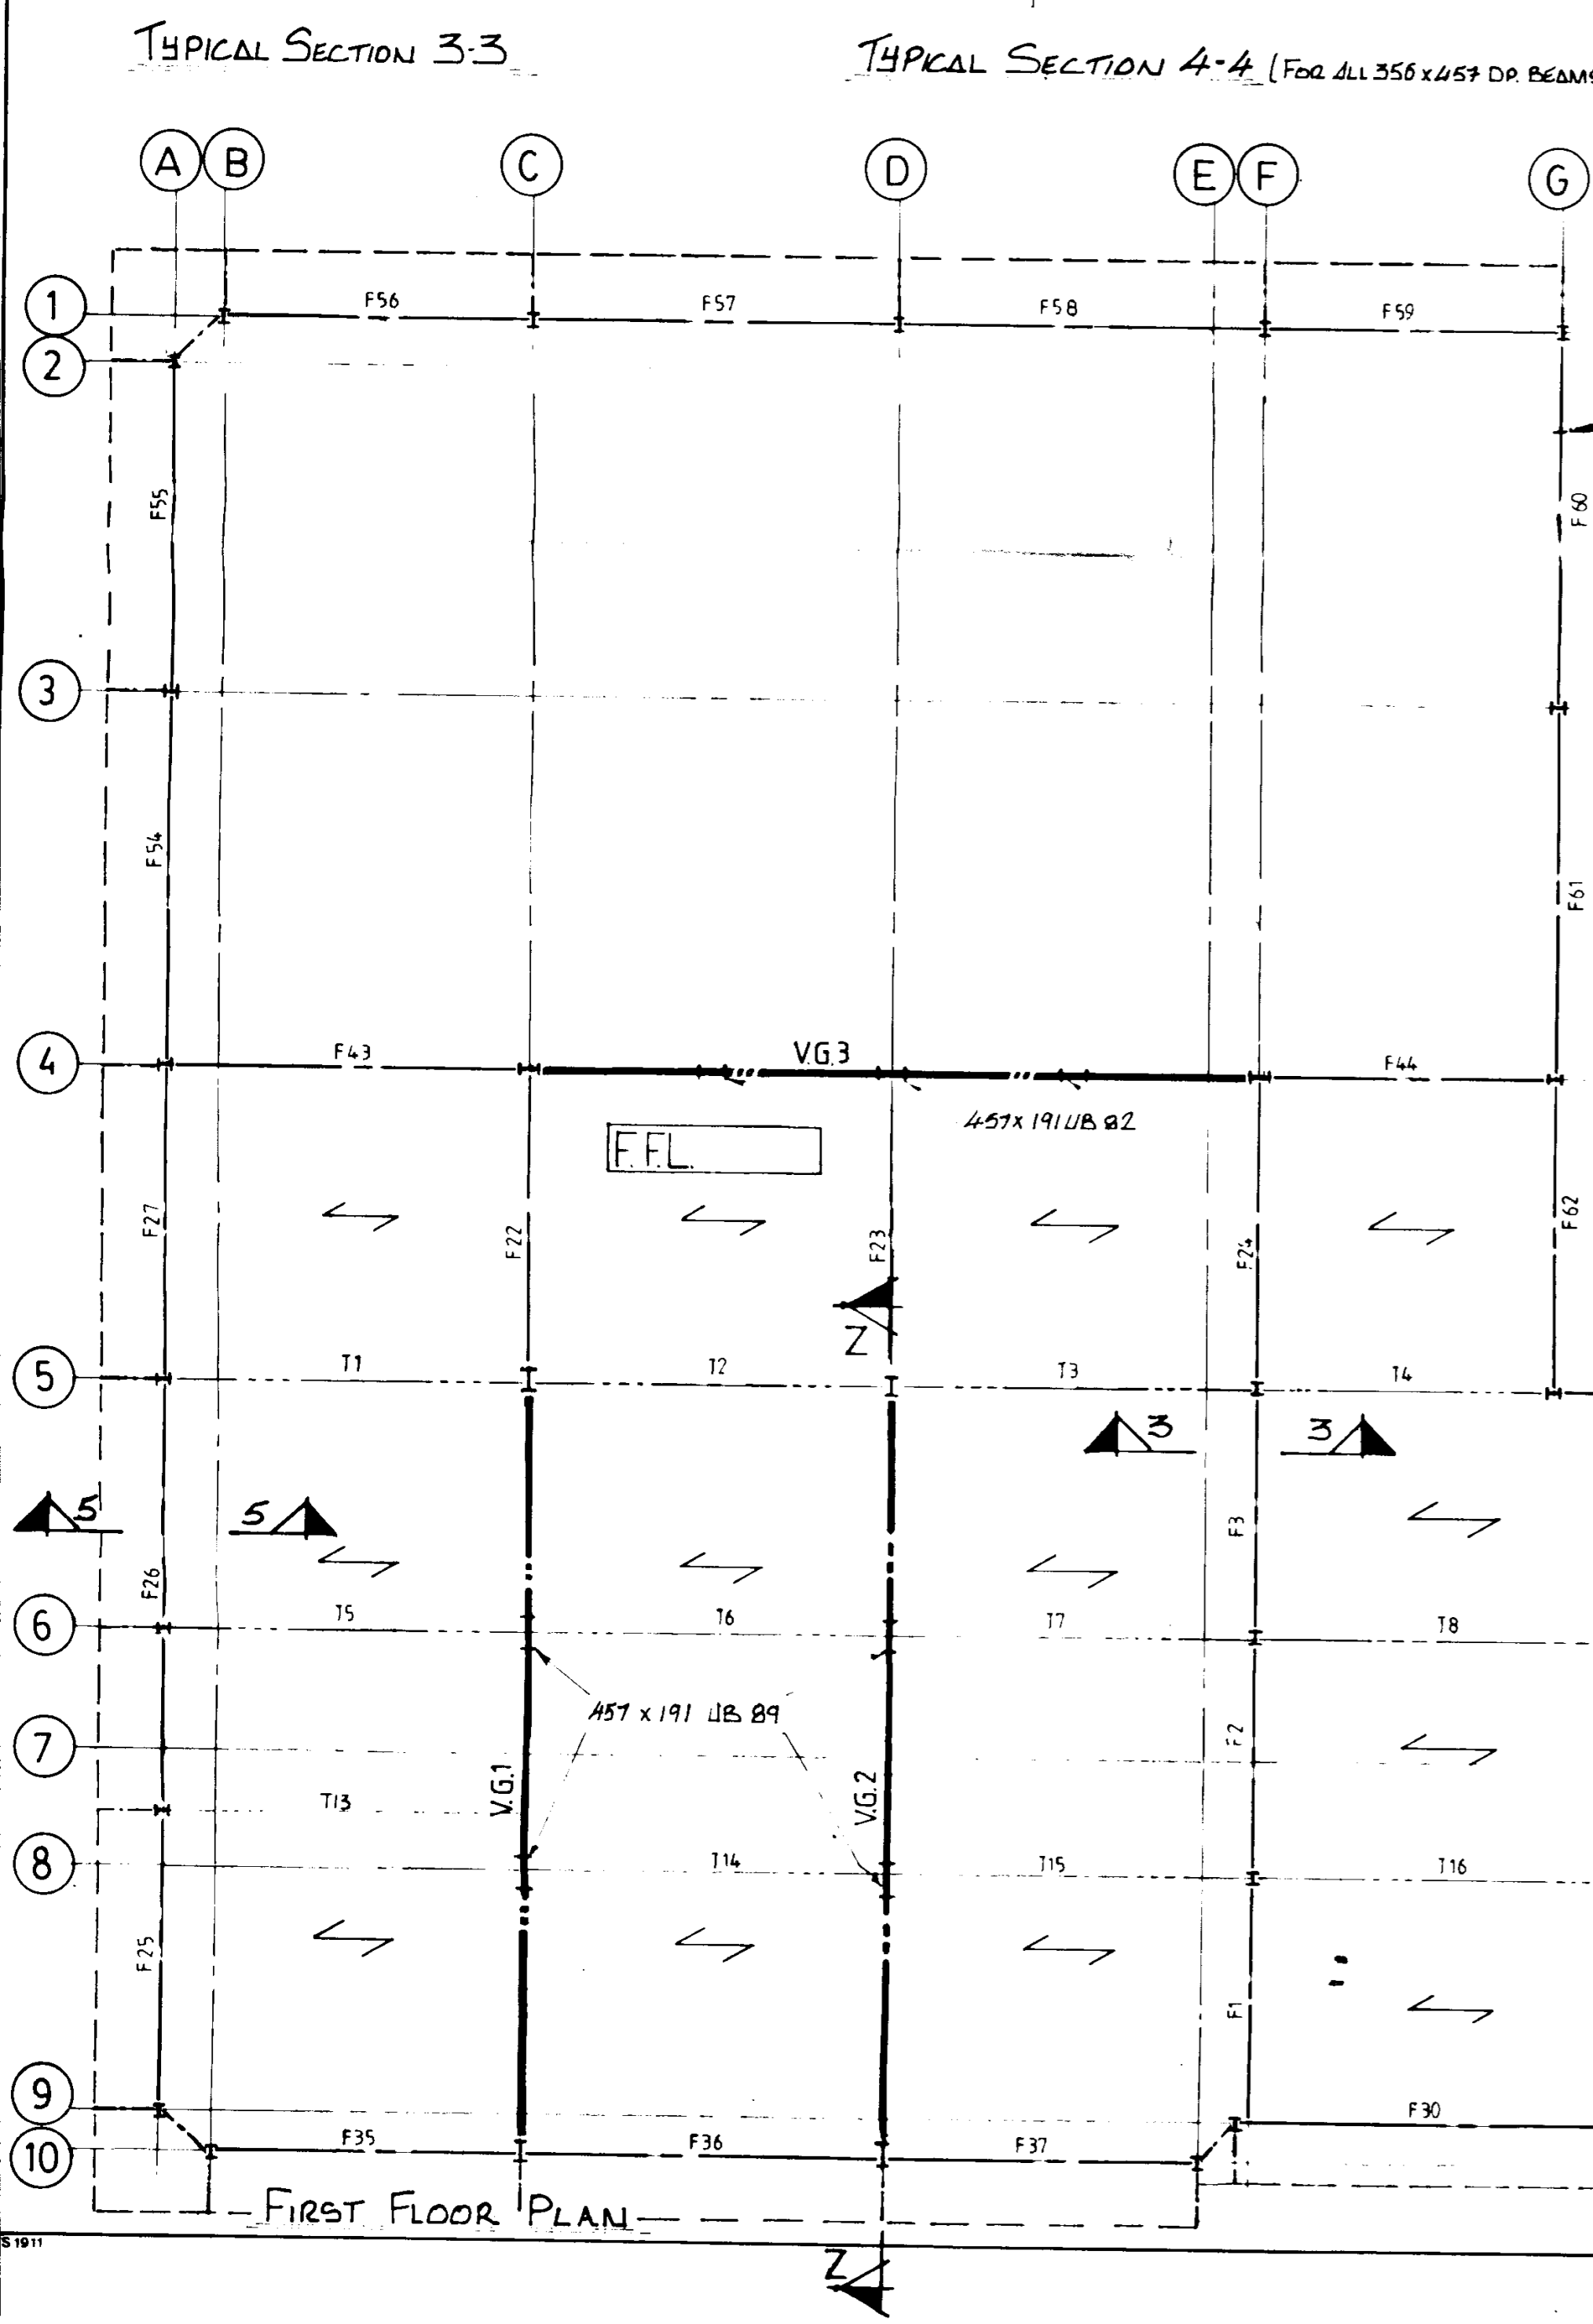 TYPICAL SECTION 3-3
TYPICAL SECTION 4-4 (FOR ALL 356 x 457 DP. BEAMS
A B C D E F G
1
F56 F57 F58 F59
2
F55
F60
3
F54
F61
4
F43 V.G.3 F44
457 x 191 UB 82
F.F.L.
F27 F22 F23 F24 F62
Z
5
T1 T2 T3 T4
3 3
5 5
F3
F26
6
T5 T6 T7 T8
457 x 191 UB 89
7
F2
V.G.1 V.G.2
T13
8
T14 T15 T16
F25
F1
9
F30
10
F35 F36 F37
FIRST FLOOR PLAN
S 1911
Z